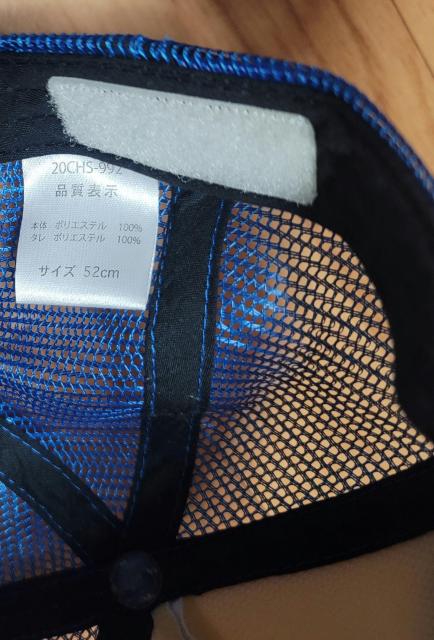 20CHS-992
品質表示
本体 ポリエステル 100%
タレ ポリエステル 100%
サイズ 52cm